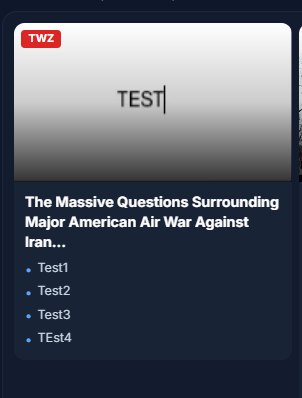 TWZ
TEST
The Massive Questions Surrounding
Major American Air War Against
Iran...
Test1
Test2
Test3
TEst4